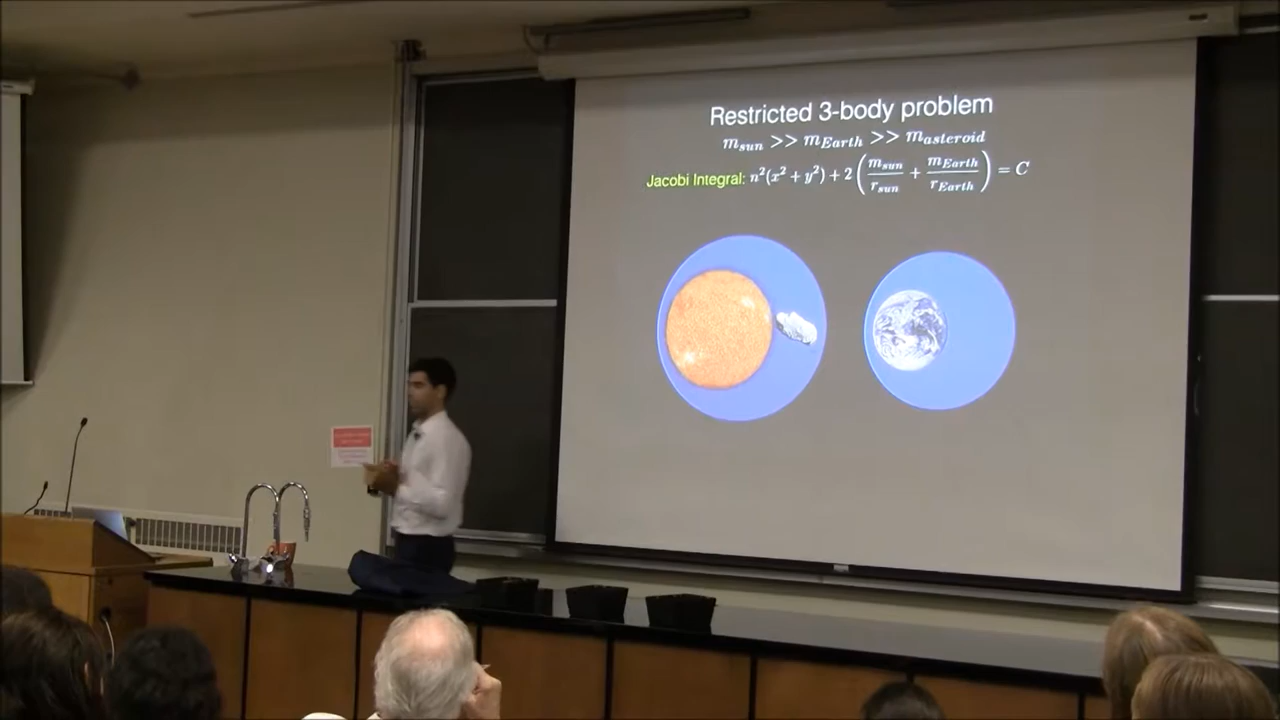 Restricted 3-body problem
m_sun >> m_Earth >> m_asteroid
Jacobi Integral: n²(x² + y²) + 2 (m_sun/r_sun + m_Earth/r_Earth) = C